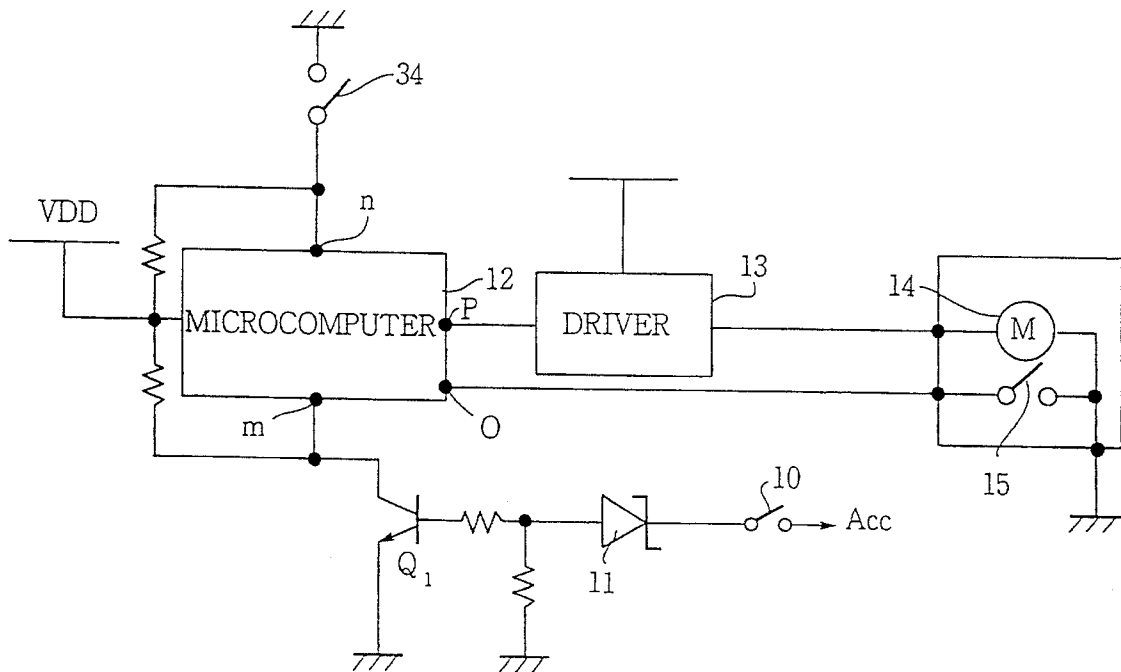 34
VDD
n
12
P
MICROCOMPUTER
DRIVER
13
14
M
m
O
15
10
Acc
11
Q1